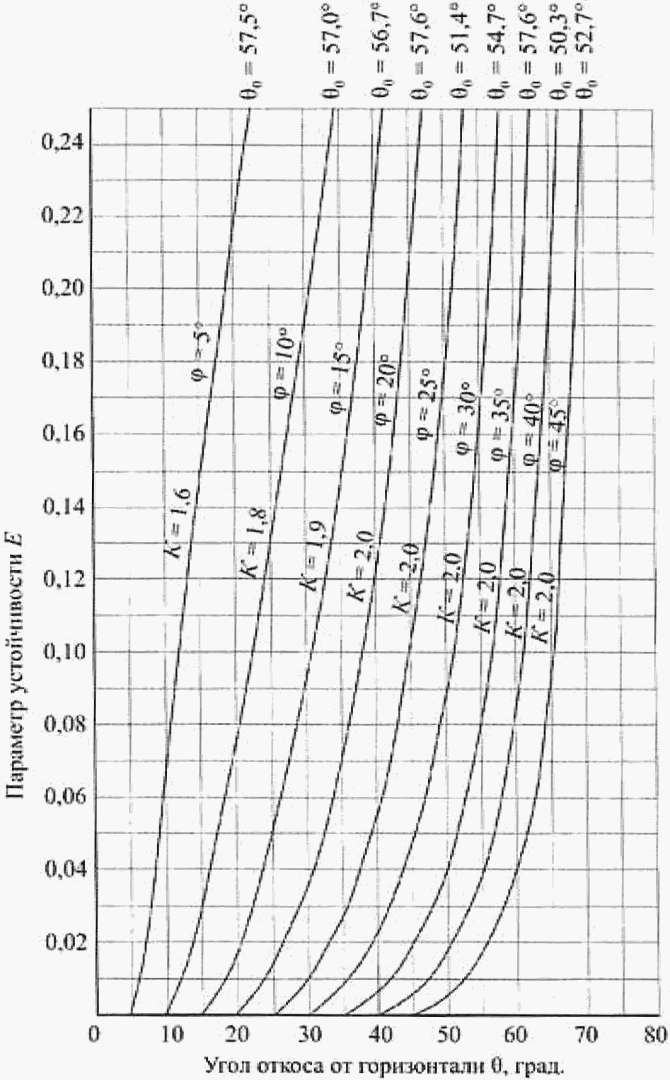 θ₀ = 57,5°
θ₀ = 57,0°
θ₀ = 56,7°
θ₀ = 57,6°
θ₀ = 51,4°
θ₀ = 54,7°
θ₀ = 57,6°
θ₀ = 50,3°
θ₀ = 52,7°
0,24
0,22
0,20
0,18
0,16
0,14
0,12
0,10
0,08
0,06
0,04
0,02
Параметр устойчивости E
φ = 5°
φ = 10°
φ = 15°
φ = 20°
φ = 25°
φ = 30°
φ = 35°
φ = 40°
φ = 45°
K = 1,6
K = 1,8
K = 1,9
K = 2,0
K = 2,0
K = 2,0
K = 2,0
K = 2,0
K = 2,0
0 10 20 30 40 50 60 70 80
Угол откоса от горизонтали θ, град.